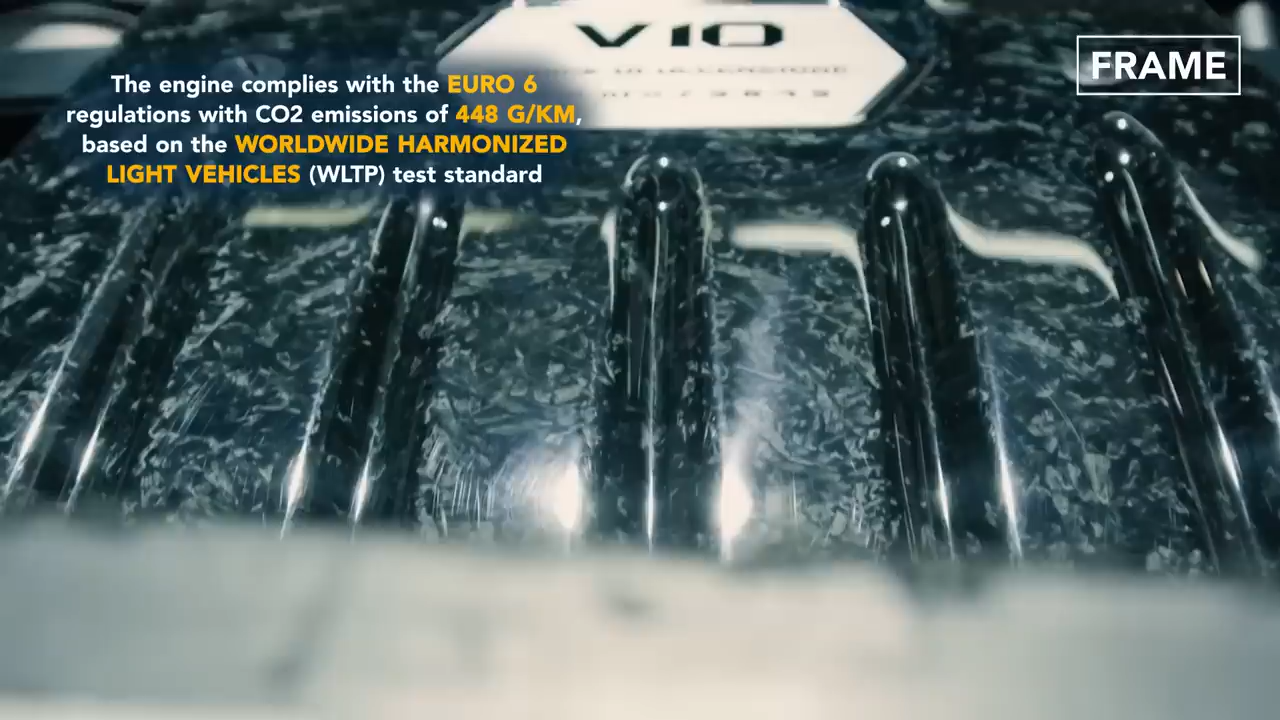 V10
The engine complies with the EURO 6
regulations with CO2 emissions of 448 G/KM,
based on the WORLDWIDE HARMONIZED
LIGHT VEHICLES (WLTP) test standard
FRAME